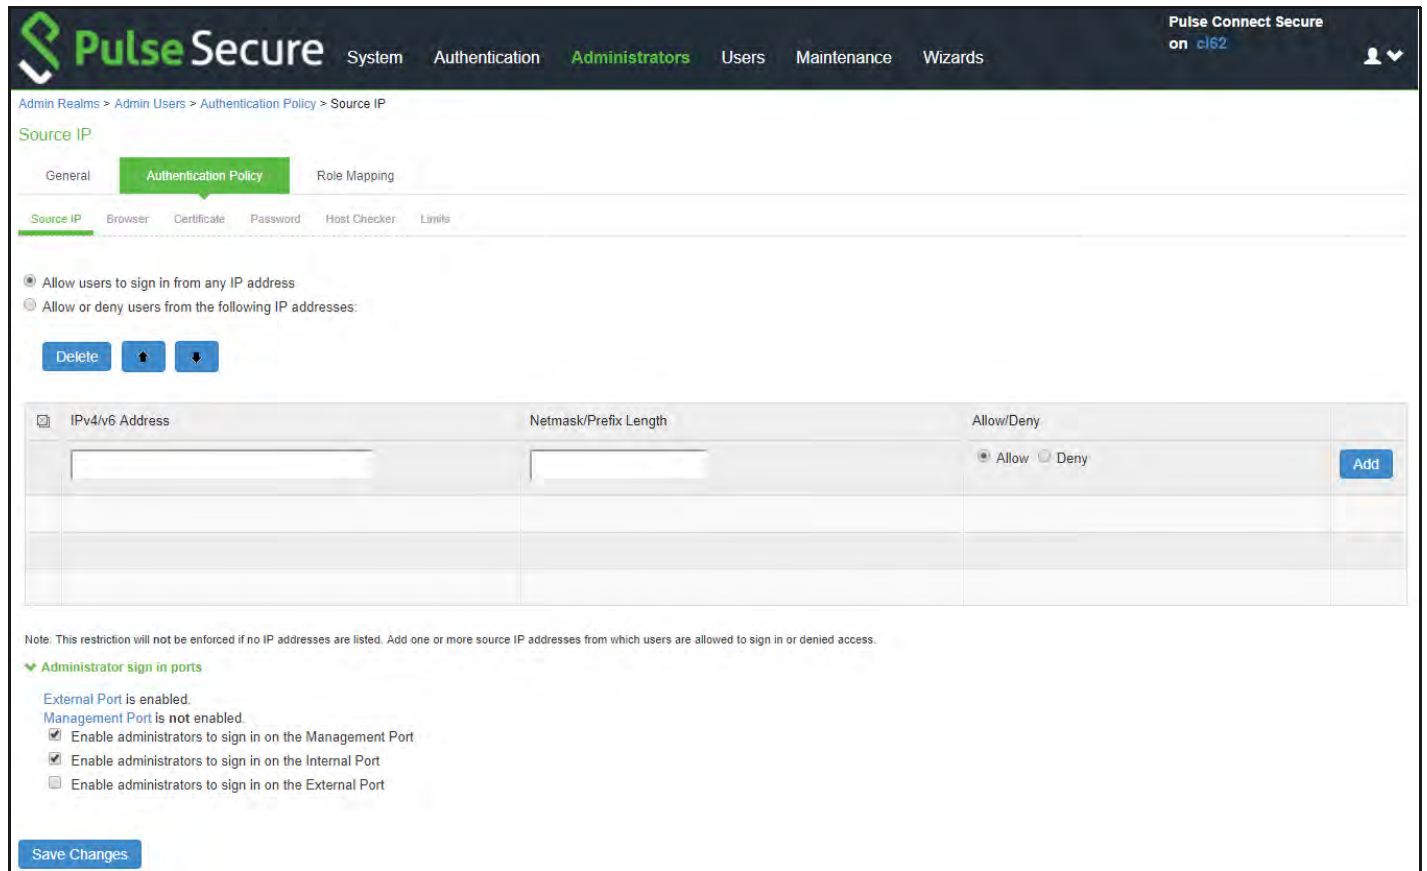 Pulse Secure
System Authentication Administrators Users Maintenance Wizards
Pulse Connect Secure
on cl62
Admin Realms > Admin Users > Authentication Policy > Source IP
Source IP
General Authentication Policy Role Mapping
Source IP Browser Certificate Password Host Checker Limits
Allow users to sign in from any IP address
Allow or deny users from the following IP addresses:
Delete
IPv4/v6 Address Netmask/Prefix Length Allow/Deny
Allow Deny Add
Note: This restriction will not be enforced if no IP addresses are listed. Add one or more source IP addresses from which users are allowed to sign in or denied access.
Administrator sign in ports
External Port is enabled.
Management Port is not enabled.
Enable administrators to sign in on the Management Port
Enable administrators to sign in on the Internal Port
Enable administrators to sign in on the External Port
Save Changes